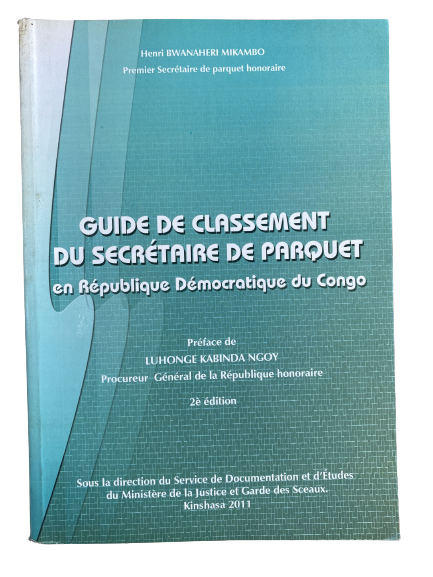 Henri BWANAHERI MIKAMBO
Premier Secrétaire de parquet honoraire
GUIDE DE CLASSEMENT
DU SECRÉTAIRE DE PARQUET
en République Démocratique du Congo
Préface de
LUHONGE KABINDA NGOY
Procureur Général de la République honoraire
2è édition
Sous la direction du Service de Documentation et d'Études
du Ministère de la Justice et Garde des Sceaux.
Kinshasa 2011